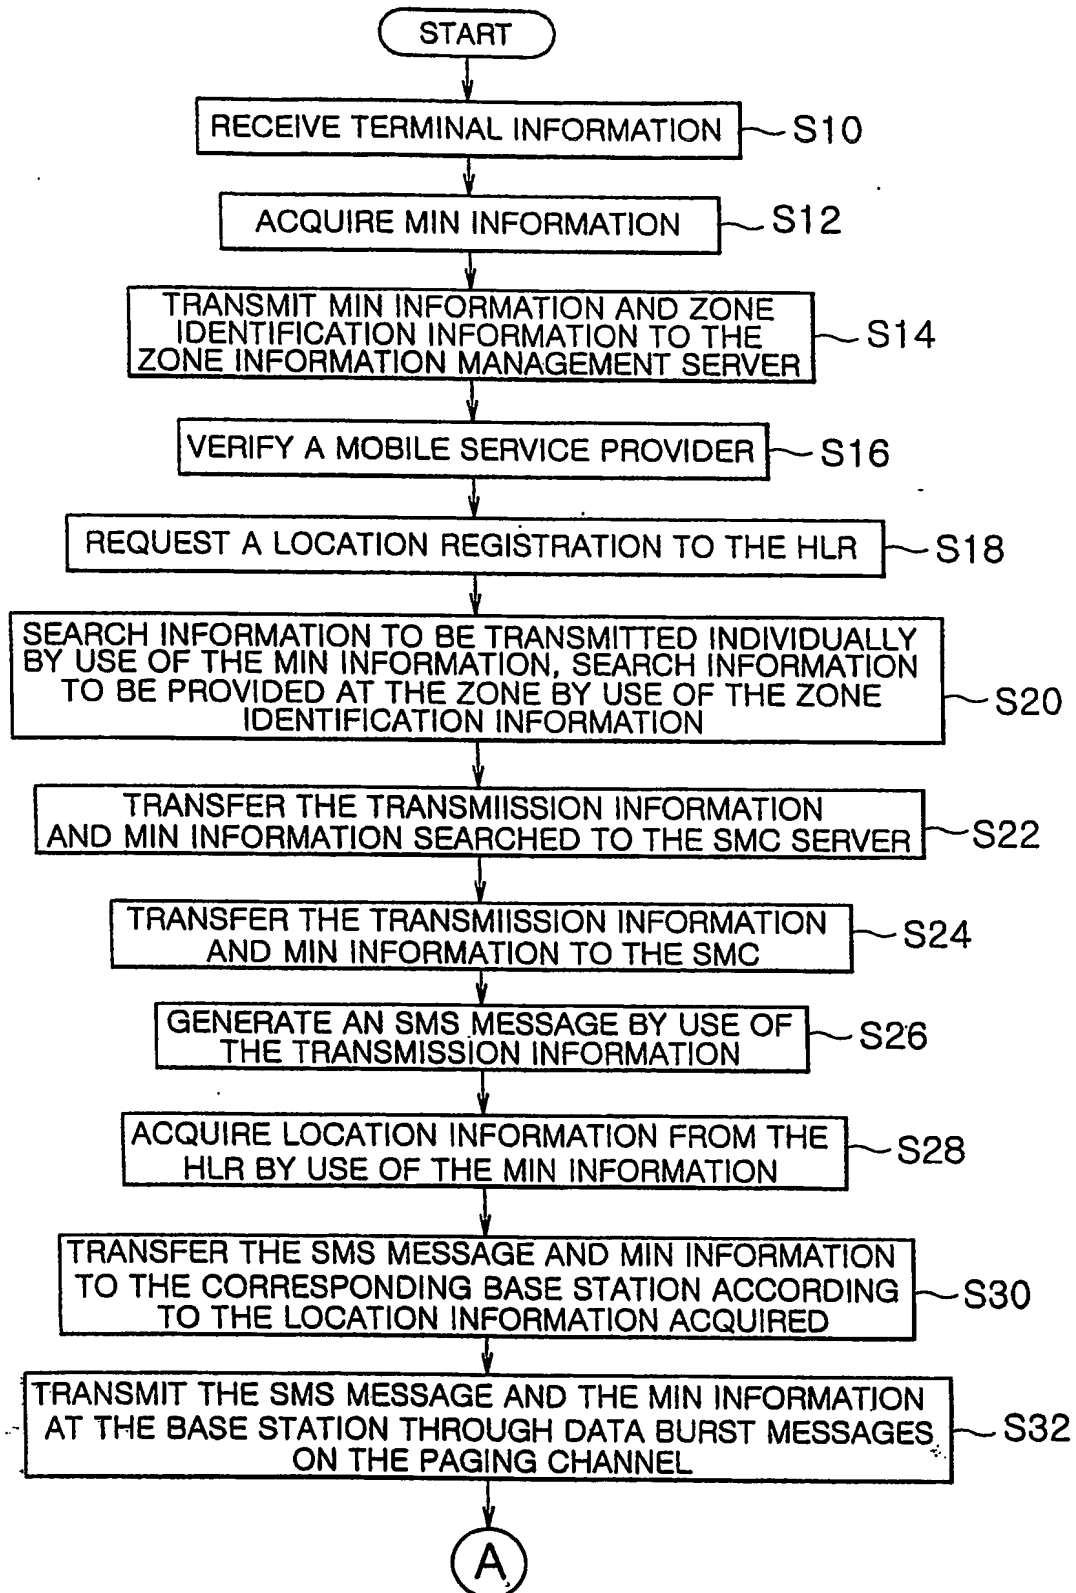 START
RECEIVE TERMINAL INFORMATION
S10
ACQUIRE MIN INFORMATION
S12
TRANSMIT MIN INFORMATION AND ZONE
IDENTIFICATION INFORMATION TO THE
ZONE INFORMATION MANAGEMENT SERVER
S14
VERIFY A MOBILE SERVICE PROVIDER
S16
REQUEST A LOCATION REGISTRATION TO THE HLR
S18
SEARCH INFORMATION TO BE TRANSMITTED INDIVIDUALLY
BY USE OF THE MIN INFORMATION, SEARCH INFORMATION
TO BE PROVIDED AT THE ZONE BY USE OF THE ZONE
IDENTIFICATION INFORMATION
S20
TRANSFER THE TRANSMIISSION INFORMATION
AND MIN INFORMATION SEARCHED TO THE SMC SERVER
S22
TRANSFER THE TRANSMIISSION INFORMATION
AND MIN INFORMATION TO THE SMC
S24
GENERATE AN SMS MESSAGE BY USE OF
THE TRANSMISSION INFORMATION
S26
ACQUIRE LOCATION INFORMATION FROM THE
HLR BY USE OF THE MIN INFORMATION
S28
TRANSFER THE SMS MESSAGE AND MIN INFORMATION
TO THE CORRESPONDING BASE STATION ACCORDING
TO THE LOCATION INFORMATION ACQUIRED
S30
TRANSMIT THE SMS MESSAGE AND THE MIN INFORMATION
AT THE BASE STATION THROUGH DATA BURST MESSAGES
ON THE PAGING CHANNEL
S32
A